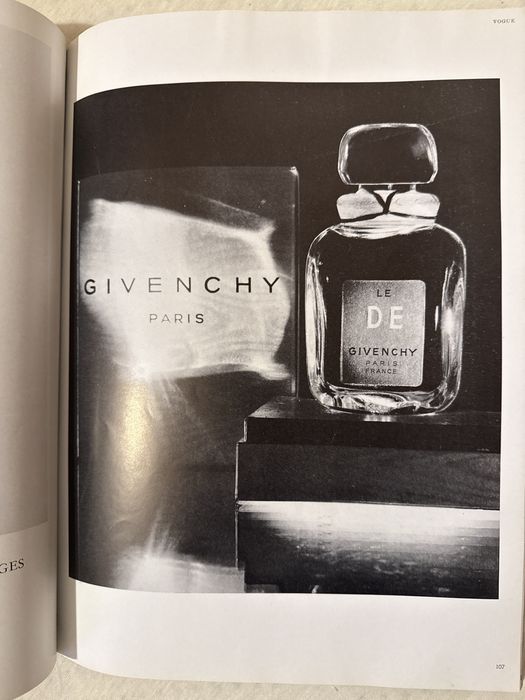 VOGUE
GIVENCHY
PARIS
LE
DE
GIVENCHY
PARIS
FRANCE
GES
107